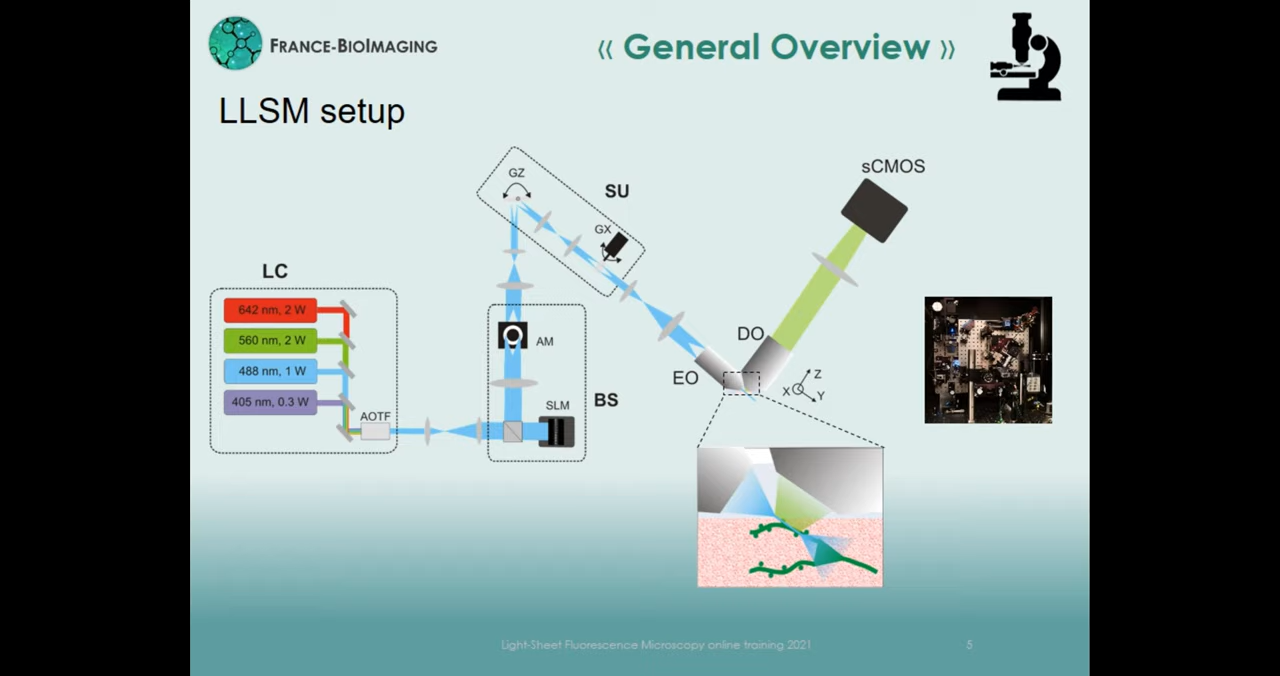 FRANCE-BIOIMAGING
« General Overview »
LLSM setup
GZ
SU
GX
sCMOS
LC
642 nm, 2 W
560 nm, 2 W
488 nm, 1 W
405 nm, 0.3 W
AOTF
AM
SLM
BS
DO
EO
X
Z
Y
Light-Sheet Fluorescence Microscopy online training 2021
5